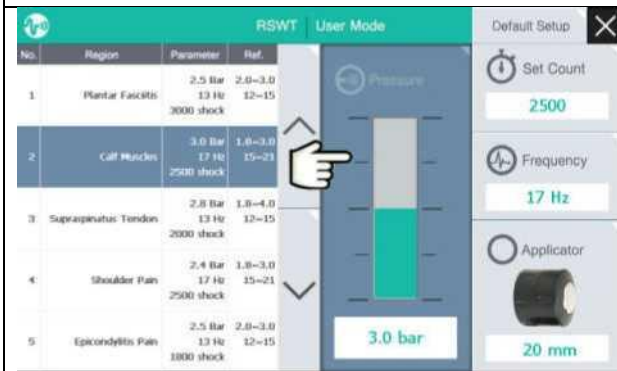 RSWT User Mode
Default Setup
No. Region Parameter Ref.
2.5 Bar 2.0~3.0
1 Plantar Fasciitis 13 Hz 12~15
3000 shock
3.0 Bar 1.8~3.0
2 Calf Muscles 17 Hz 15~21
2500 shock
2.8 Bar 1.8~4.0
3 Supraspinatus Tendon 13 Hz 12~15
2000 shock
2.4 Bar 1.8~3.0
4 Shoulder Pain 17 Hz 15~21
2500 shock
2.5 Bar 2.0~3.0
5 Epicondylitis Pain 13 Hz 12~15
1800 shock
Pressure
3.0 bar
Set Count
2500
Frequency
17 Hz
Applicator
20 mm